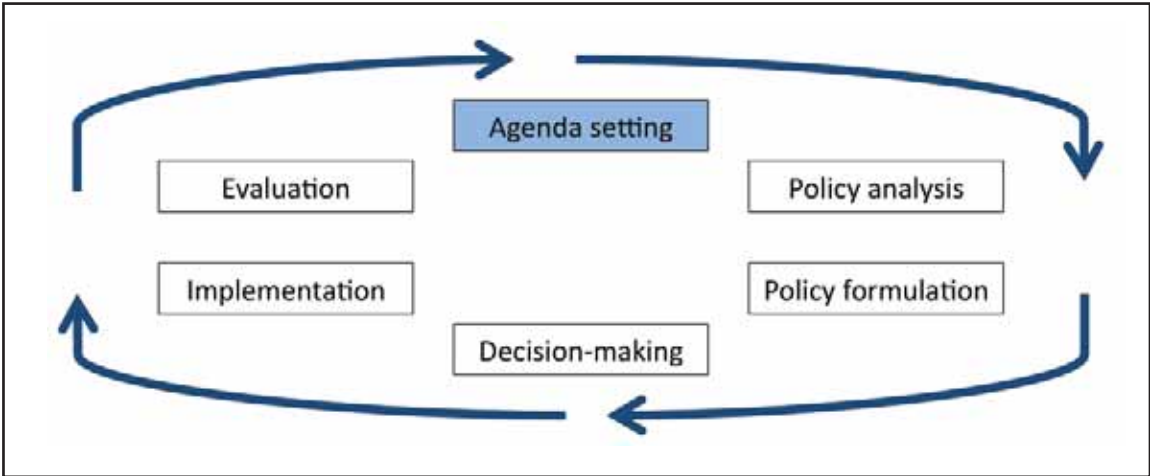 Agenda setting
Evaluation
Policy analysis
Implementation
Policy formulation
Decision-making